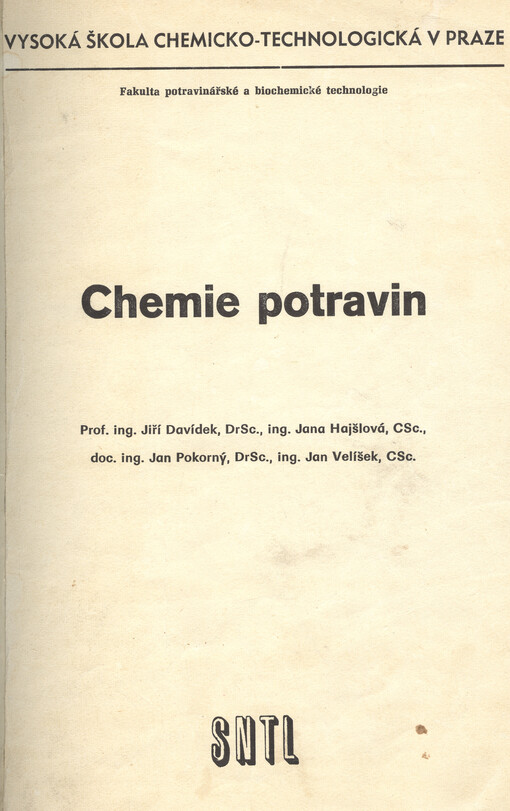 VYSOKÁ ŠKOLA CHEMICKO-TECHNOLOGICKÁ V PRAZE
Fakulta potravinářské a biochemické technologie
Chemie potravin
Prof. ing. Jiří Davídek, DrSc., ing. Jana Hajšlová, CSc.,
doc. ing. Jan Pokorný, DrSc., ing. Jan Velíšek, CSc.
SNTL